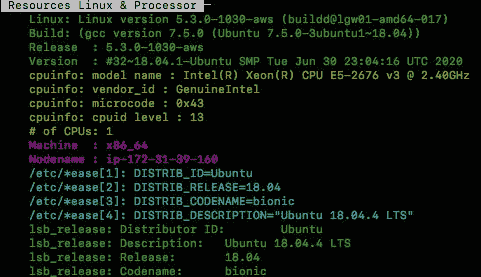 Resources Linux & Processor
Linux: Linux version 5.3.0-1030-aws (buildd@lgw01-amd64-017)
Build: (gcc version 7.5.0 (Ubuntu 7.5.0-3ubuntu1~18.04))
Release  : 5.3.0-1030-aws
Version  : #32~18.04.1-Ubuntu SMP Tue Jun 30 23:04:16 UTC 2020
cpuinfo: model name : Intel(R) Xeon(R) CPU E5-2676 v3 @ 2.40GHz
cpuinfo: vendor_id : GenuineIntel
cpuinfo: microcode : 0x43
cpuinfo: cpuid level : 13
# of CPUs: 1
Machine  : x86_64
Nodename : ip-172-31-89-160
/etc/*ease[1]: DISTRIB_ID=Ubuntu
/etc/*ease[2]: DISTRIB_RELEASE=18.04
/etc/*ease[3]: DISTRIB_CODENAME=bionic
/etc/*ease[4]: DISTRIB_DESCRIPTION="Ubuntu 18.04.4 LTS"
lsb_release: Distributor ID:       Ubuntu
lsb_release: Description:   Ubuntu 18.04.4 LTS
lsb_release: Release:       18.04
lsb_release: Codename:      bionic